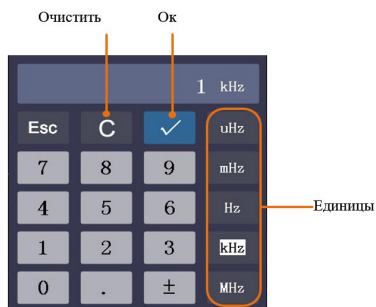 Очистить Ок
1 kHz
Esc C ✓ uHz
7 8 9 mHz
4 5 6 Hz Единицы
1 2 3 kHz
0 . ± MHz